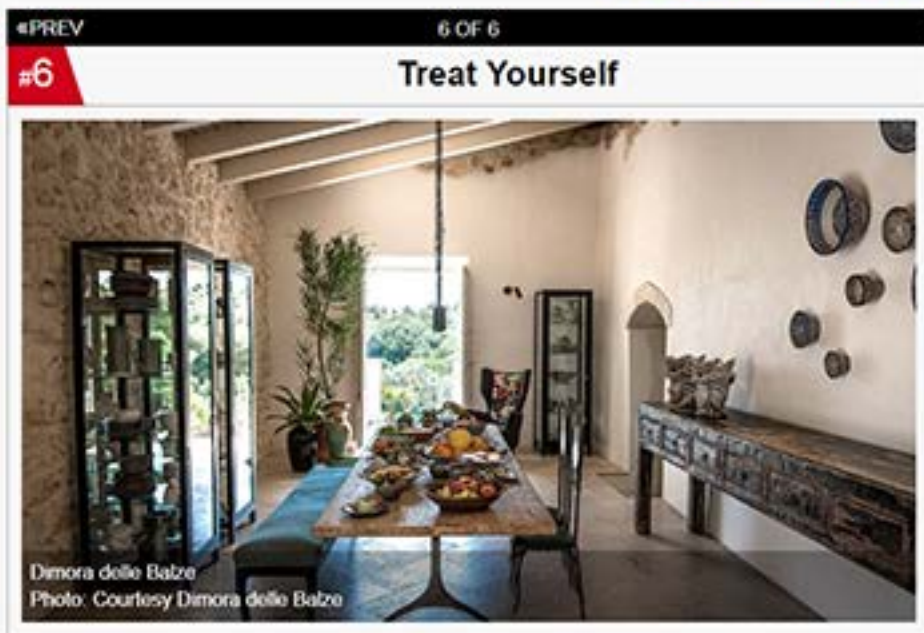 «PREV
6 OF 6
#6
Treat Yourself
Dimora delle Balze
Photo: Courtesy Dimora delle Balze